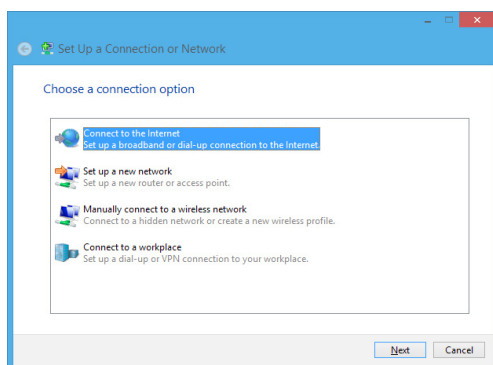 Set Up a Connection or Network
Choose a connection option
Connect to the Internet
Set up a broadband or dial-up connection to the Internet.
Set up a new network
Set up a new router or access point.
Manually connect to a wireless network
Connect to a hidden network or create a new wireless profile.
Connect to a workplace
Set up a dial-up or VPN connection to your workplace.
Next Cancel